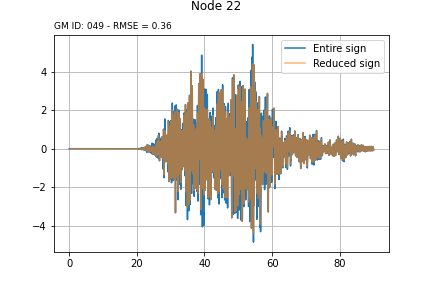 Node 22
GM ID: 049 - RMSE = 0.36
Entire sign
Reduced sign
4
2
0
−2
−4
0 20 40 60 80